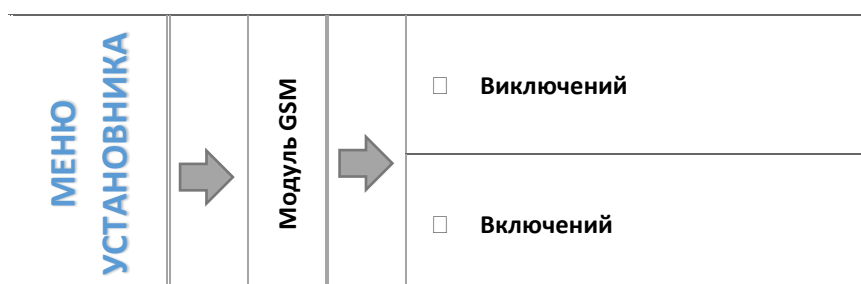 МЕНЮ
УСТАНОВНИКА
Модуль GSM
Виключений
Включений